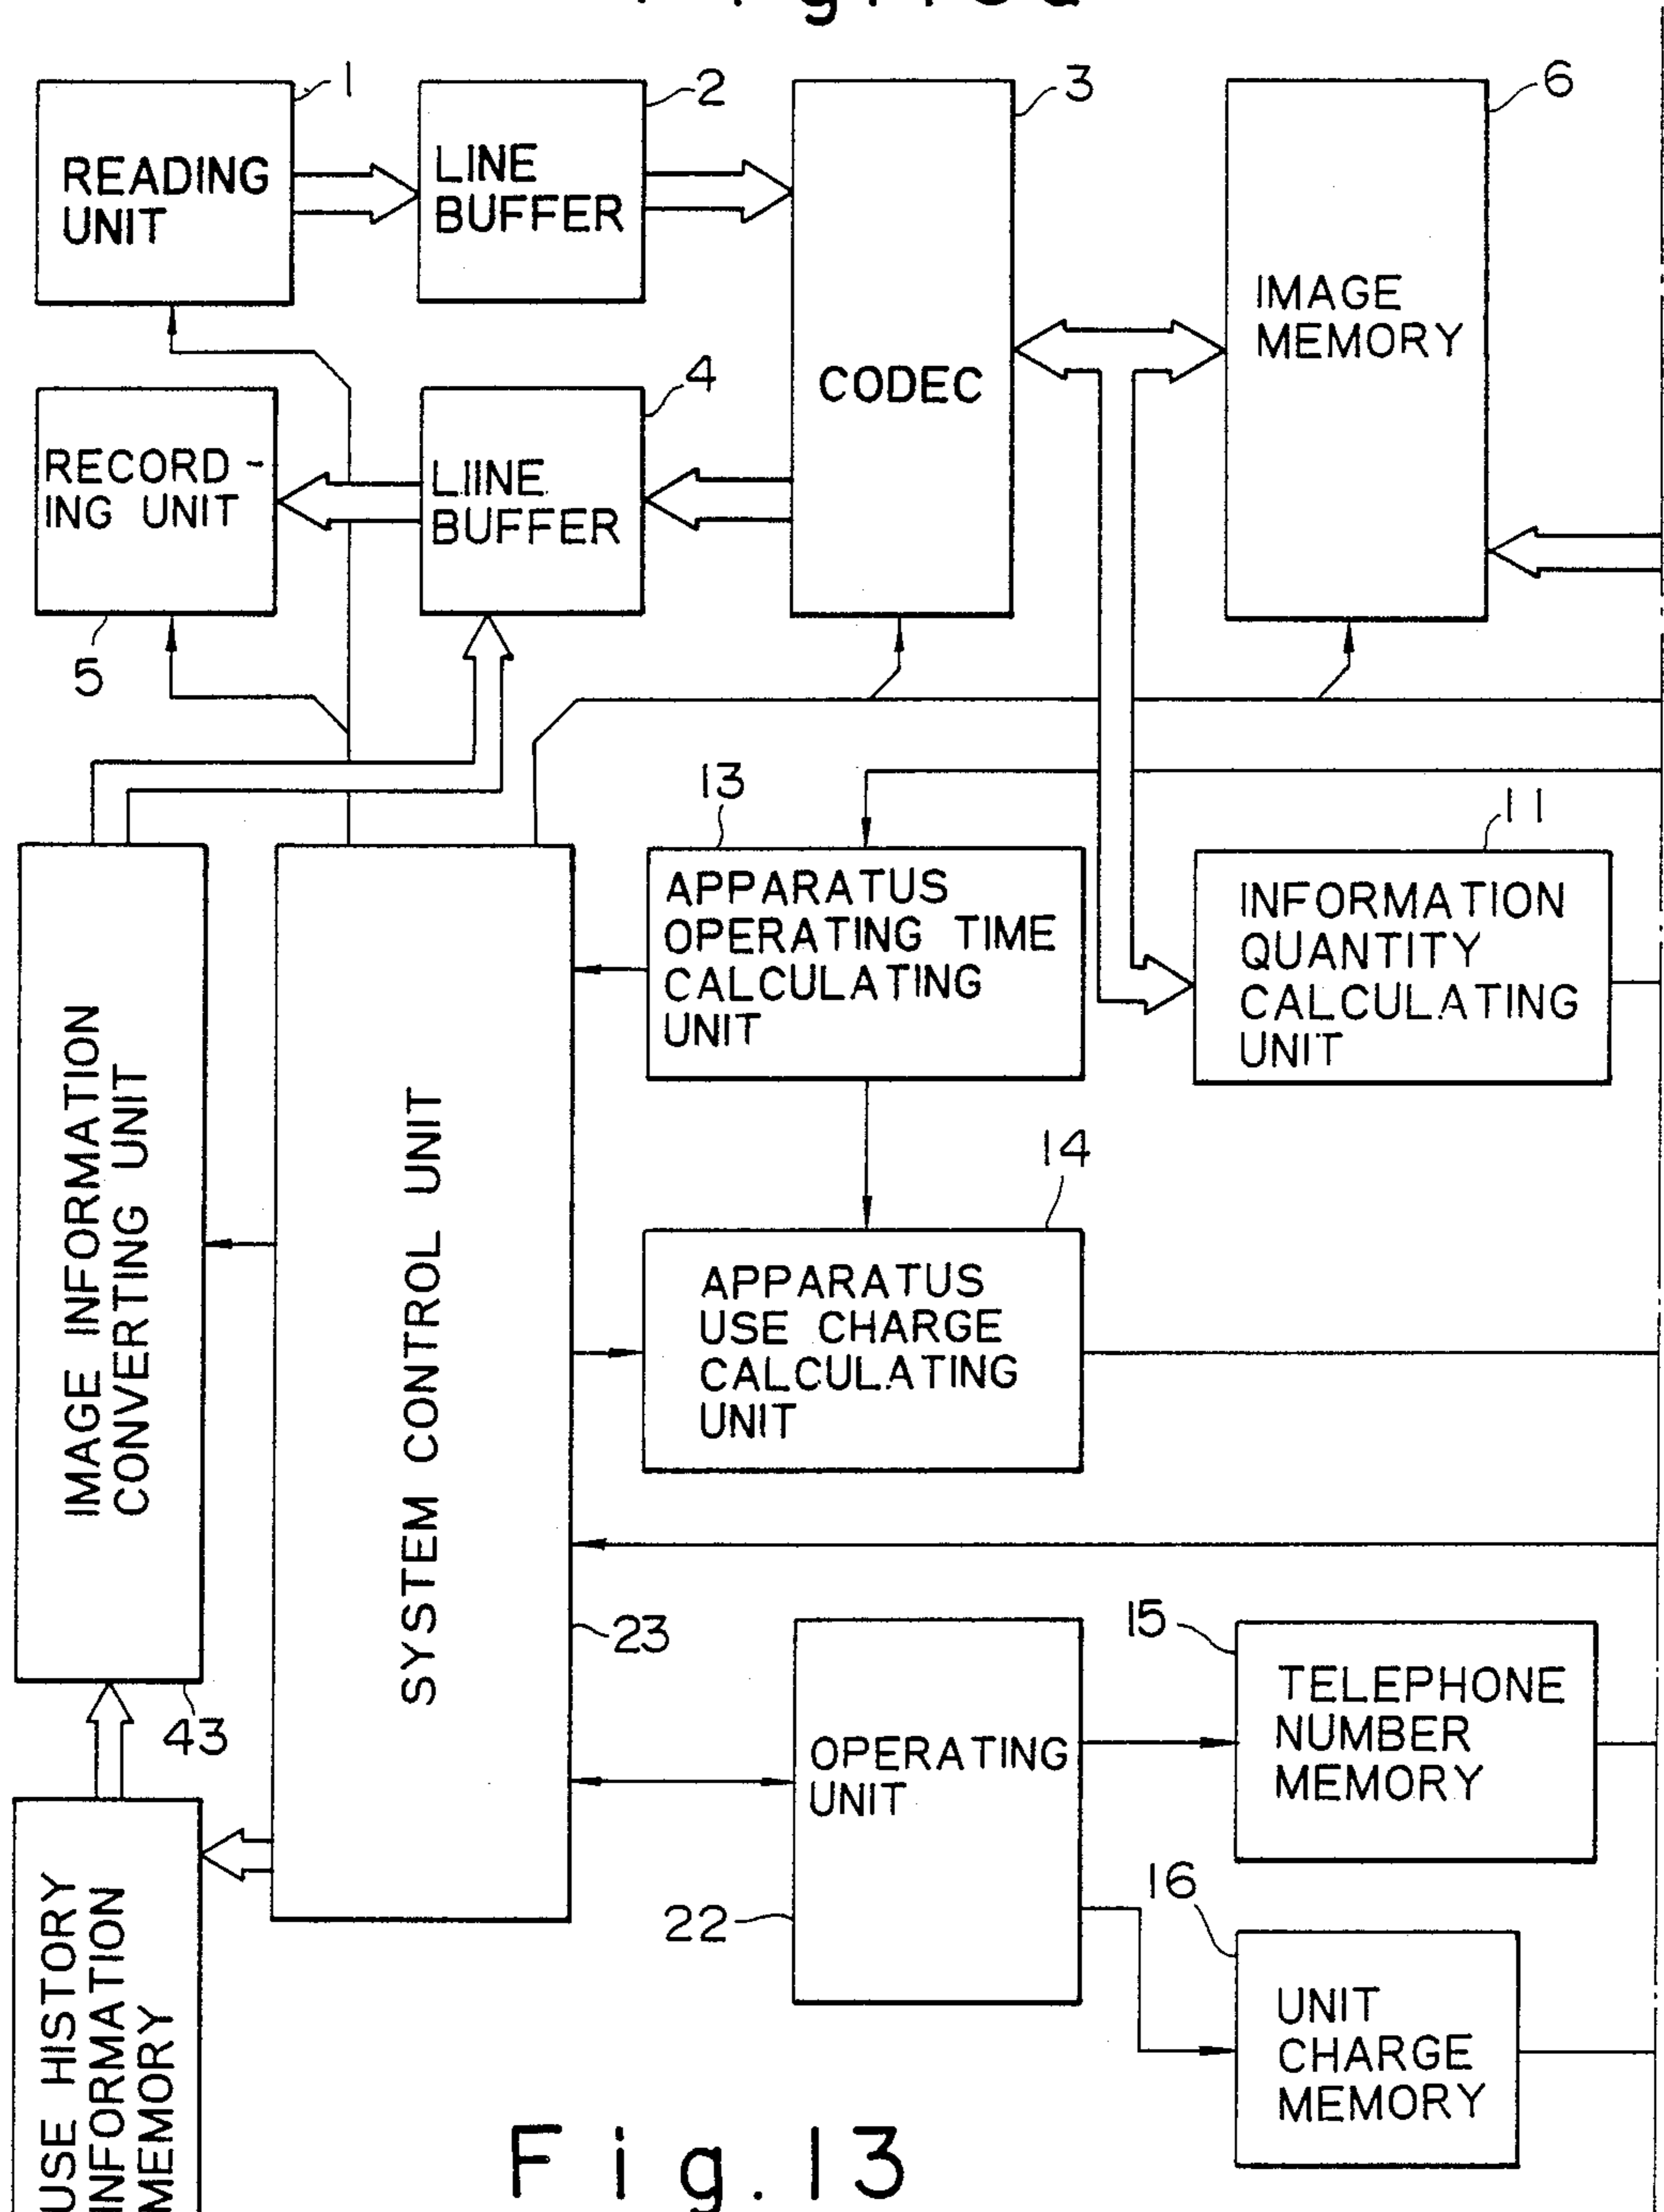 1
2
3
6
READING
UNIT
LINE
BUFFER
CODEC
IMAGE
MEMORY
4
RECORD-
ING UNIT
LIINE
BUFFER
5
13
11
APPARATUS
OPERATING TIME
CALCULATING
UNIT
INFORMATION
QUANTITY
CALCULATING
UNIT
IMAGE INFORMATION
CONVERTING UNIT
SYSTEM CONTROL UNIT
14
APPARATUS
USE CHARGE
CALCULATING
UNIT
23
43
15
OPERATING
UNIT
TELEPHONE
NUMBER
MEMORY
22
16
UNIT
CHARGE
MEMORY
USE HISTORY
INFORMATION
MEMORY
Fig. 13